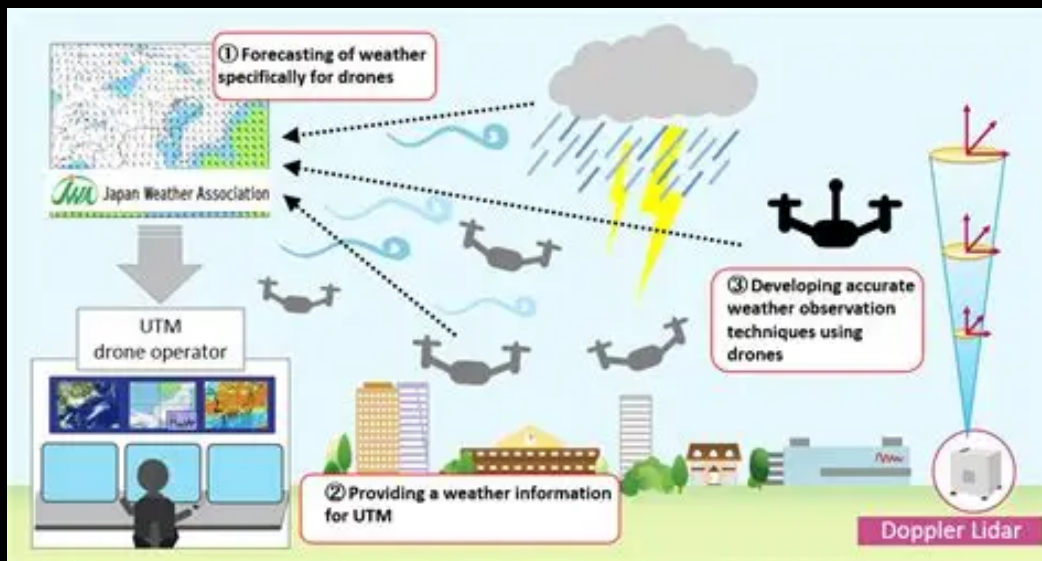 ① Forecasting of weather
specifically for drones
JWA Japan Weather Association
UTM
drone operator
③ Developing accurate
weather observation
techniques using
drones
② Providing a weather information
for UTM
Doppler Lidar